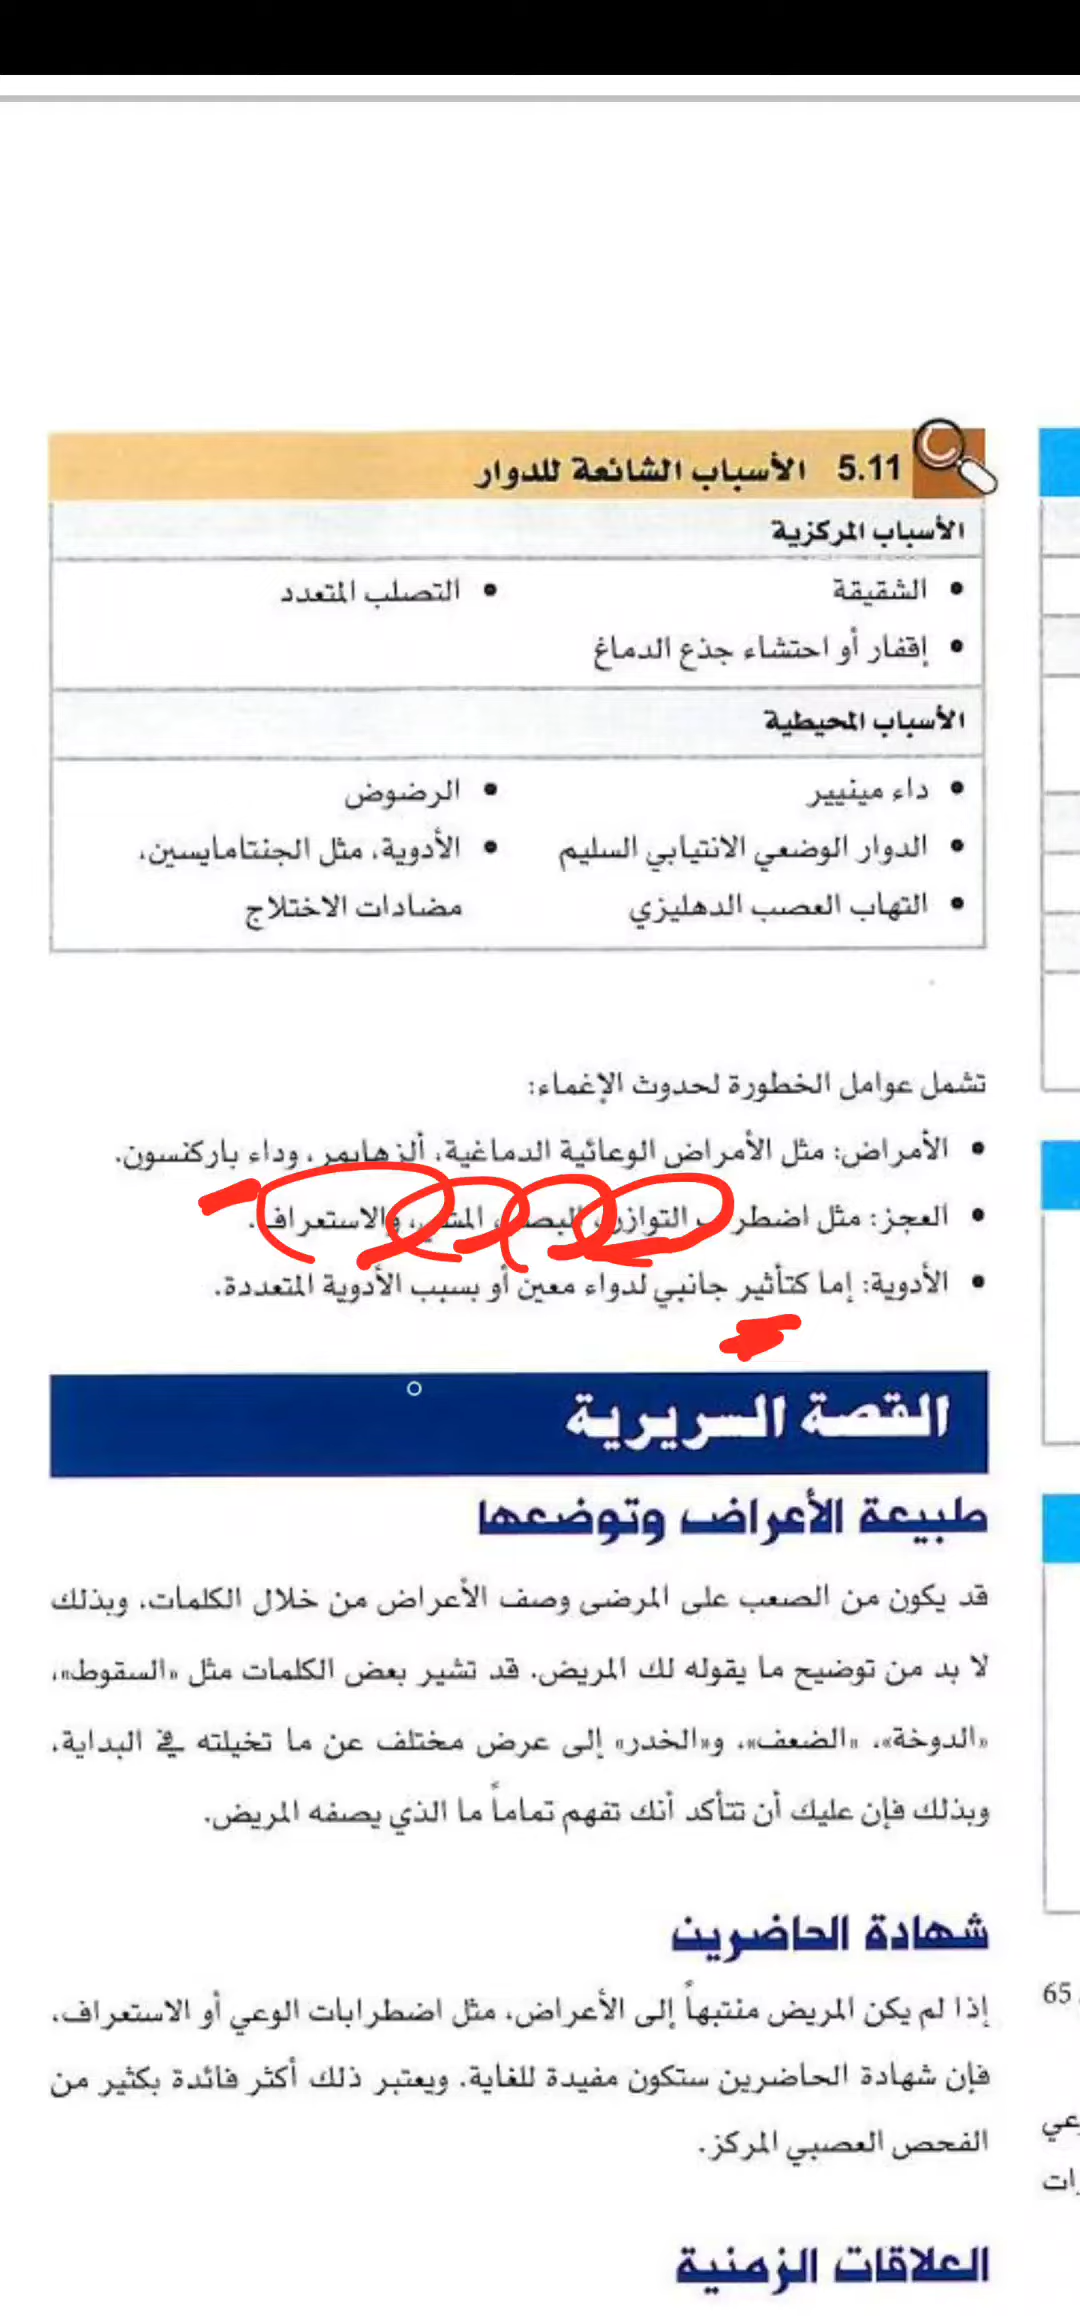 5.11 الأسباب الشائعة للدوار
الأسباب المركزية
• الشقيقة • التصلب المتعدد
• إقفار أو احتشاء جذع الدماغ
الأسباب المحيطية
• داء مينيير • الرضوض
• الدوار الوضعي الانتيابي السليم • الأدوية، مثل الجنتامايسين،
• التهاب العصب الدهليزي مضادات الاختلاج
تشمل عوامل الخطورة لحدوث الإغماء:
• الأمراض: مثل الأمراض الوعائية الدماغية، ألزهايمر، وداء باركنسون.
• العجز: مثل اضطراب التوازن، البصر، المشي، والاستعراف.
• الأدوية: إما كتأثير جانبي لدواء معين أو بسبب الأدوية المتعددة.
القصة السريرية
طبيعة الأعراض وتوضعها
قد يكون من الصعب على المرضى وصف الأعراض من خلال الكلمات، وبذلك
لا بد من توضيح ما يقوله لك المريض. قد تشير بعض الكلمات مثل «السقوط»،
«الدوخة»، «الضعف»، و«الخدر» إلى عرض مختلف عن ما تخيلته في البداية،
وبذلك فإن عليك أن تتأكد أنك تفهم تماماً ما الذي يصفه المريض.
شهادة الحاضرين
إذا لم يكن المريض منتبهاً إلى الأعراض، مثل اضطرابات الوعي أو الاستعراف،
فإن شهادة الحاضرين ستكون مفيدة للغاية. ويعتبر ذلك أكثر فائدة بكثير من
الفحص العصبي المركز.
العلاقات الزمنية
65